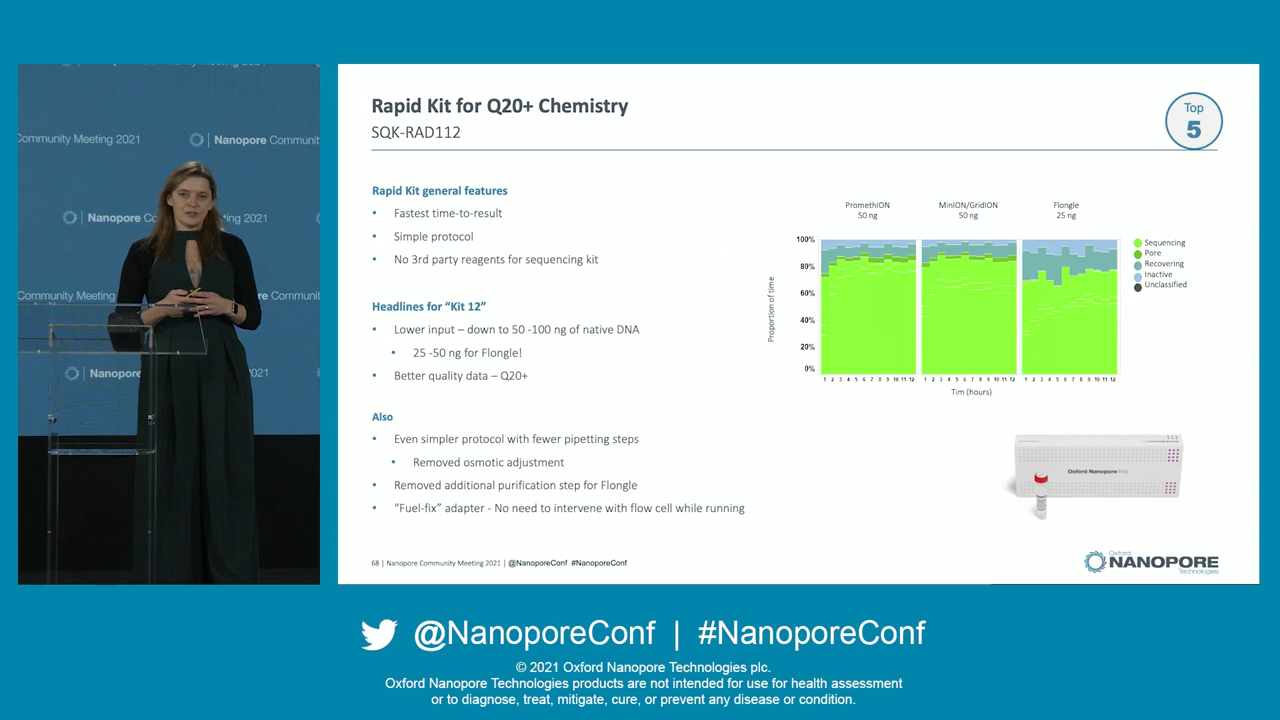 Community Meeting 2021
Nanopore Communit
Nanopore Co
g 2021
Community Meeting
Communi
Nanopore
2021
Rapid Kit for Q20+ Chemistry
SQK-RAD112
Top
5
Rapid Kit general features
• Fastest time-to-result
• Simple protocol
• No 3rd party reagents for sequencing kit
Headlines for “Kit 12”
• Lower input – down to 50 -100 ng of native DNA
• 25 -50 ng for Flongle!
• Better quality data – Q20+
Also
• Even simpler protocol with fewer pipetting steps
• Removed osmotic adjustment
• Removed additional purification step for Flongle
• “Fuel-fix” adapter - No need to intervene with flow cell while running
PromethION
50 ng
MinION/GridION
50 ng
Flongle
25 ng
Proportion of time
100%
80%
60%
40%
20%
0%
1 2 3 4 5 6 7 8 9 10 11 12
1 2 3 4 5 6 7 8 9 10 11 12
1 2 3 4 5 6 7 8 9 10 11 12
Tim (hours)
Sequencing
Pore
Recovering
Inactive
Unclassified
Oxford Nanopore Kits
68 | Nanopore Community Meeting 2021 | @NanoporeConf #NanoporeConf
Oxford
NANOPORE
Technologies
@NanoporeConf | #NanoporeConf
© 2021 Oxford Nanopore Technologies plc.
Oxford Nanopore Technologies products are not intended for use for health assessment
or to diagnose, treat, mitigate, cure, or prevent any disease or condition.